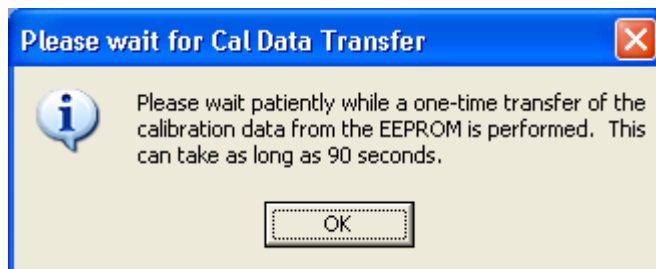 Please wait for Cal Data Transfer
Please wait patiently while a one-time transfer of the
calibration data from the EEPROM is performed.  This
can take as long as 90 seconds.
OK